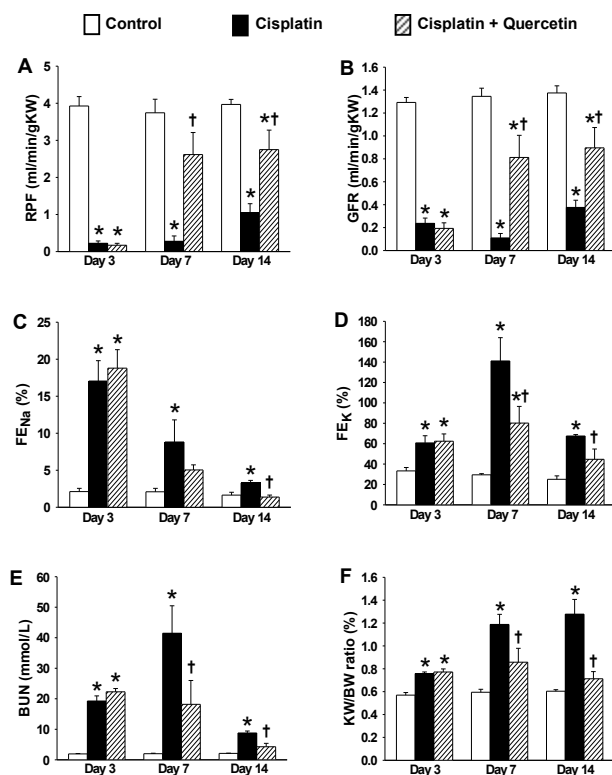 Control Cisplatin Cisplatin + Quercetin
A
RPF (ml/min/gKW)
5
4
3
2
1
0
* * * † * *†
Day 3 Day 7 Day 14
B
GFR (ml/min/gKW)
1.6
1.4
1.2
1.0
0.8
0.6
0.4
0.2
0.0
* * * *† * *†
Day 3 Day 7 Day 14
C
FENa (%)
25
20
15
10
5
0
* * * * †
Day 3 Day 7 Day 14
D
FEK (%)
180
160
140
120
100
80
60
40
20
0
* * * *† * †
Day 3 Day 7 Day 14
E
BUN (mmol/L)
60
50
40
30
20
10
0
* * * † * †
Day 3 Day 7 Day 14
F
KW/BW ratio (%)
1.6
1.4
1.2
1.0
0.8
0.6
0.4
0.2
0.0
* * * † * †
Day 3 Day 7 Day 14